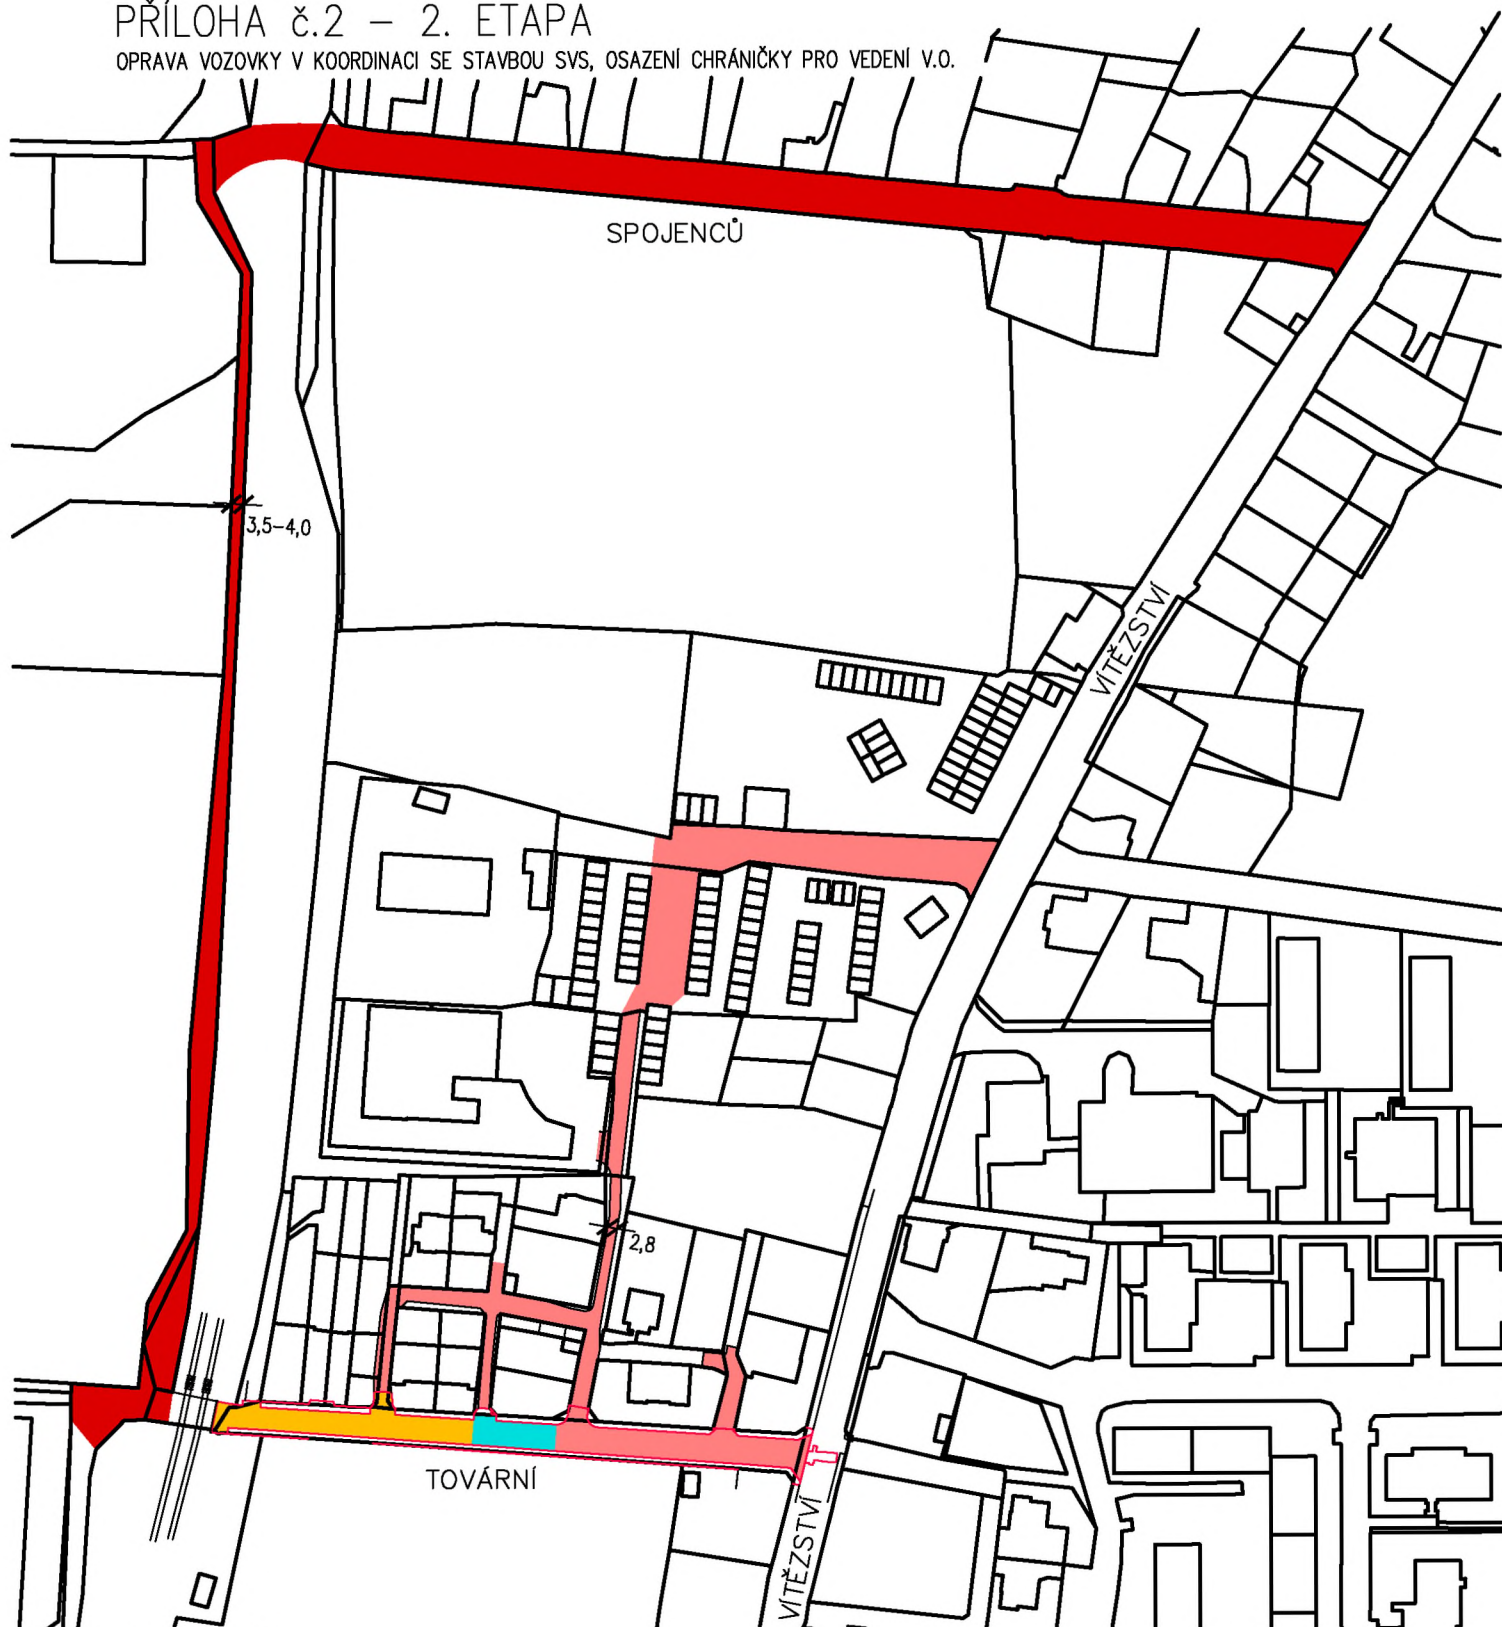 PŘÍLOHA č.2 – 2. ETAPA
OPRAVA VOZOVKY V KOORDINACI SE STAVBOU SVS, OSAZENÍ CHRÁNIČKY PRO VEDENÍ V.O.
SPOJENCŮ
3,5-4,0
VÍTĚZSTVÍ
2,8
TOVÁRNÍ
VÍTĚZSTVÍ